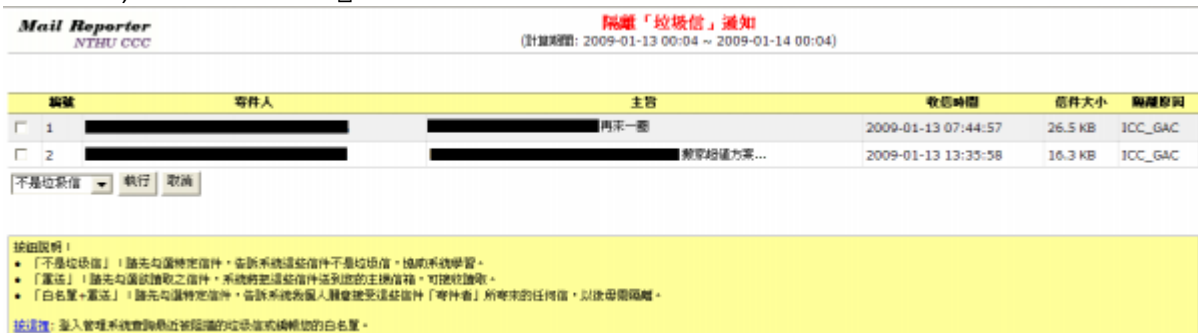 Mail Reporter
NTHU CCC
隔離「垃圾信」通知
(計算期間: 2009-01-13 00:04 ~ 2009-01-14 00:04)
編號 寄件人 主旨 收信時間 信件大小 隔離原因
1 再來一圈 2009-01-13 07:44:57 26.5 KB ICC_GAC
2 搬家超值方案... 2009-01-13 13:35:58 16.3 KB ICC_GAC
不是垃圾信 執行 取消
按鈕說明：
• 「不是垃圾信」：請先勾選特定信件，告訴系統這些信件不是垃圾信，協助系統學習。
• 「重送」：請先勾選欲讀取之信件，系統將把這些信件送到您的主機信箱，可接收讀取。
• 「白名單+重送」：請先勾選特定信件，告訴系統我個人願意接受這些信件「寄件者」所寄來的任何信，以後毋需隔離。
按這裡: 登入管理系統查詢最近被阻擋的垃圾信或編輯您的白名單。